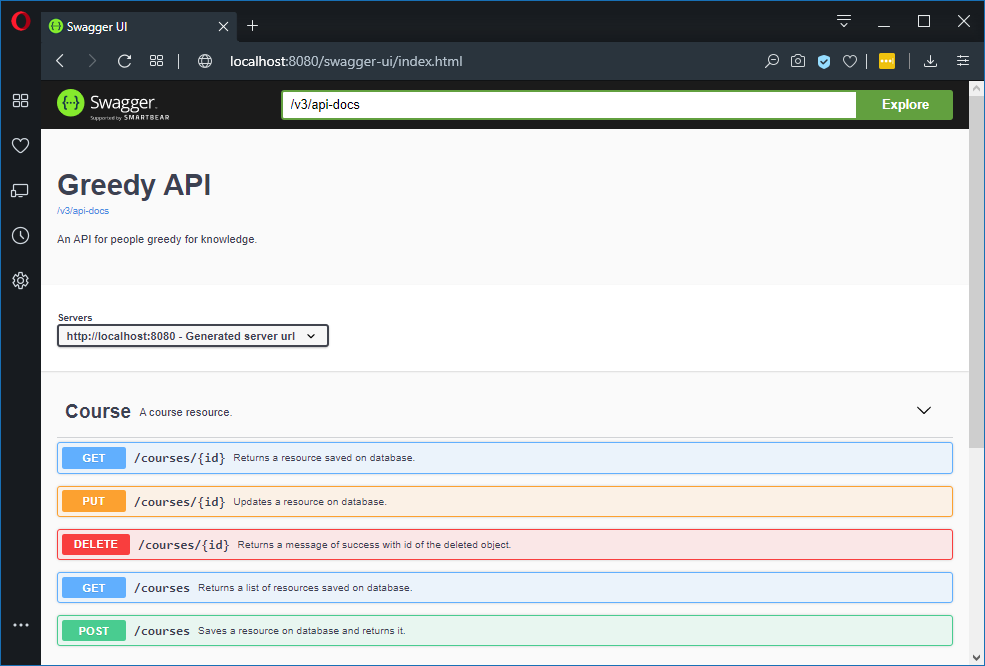 Swagger UI
localhost:8080/swagger-ui/index.html
Swagger.
Supported by SMARTBEAR
/v3/api-docs
Explore
Greedy API
/v3/api-docs
An API for people greedy for knowledge.
Servers
http://localhost:8080 - Generated server url
Course A course resource.
GET /courses/{id} Returns a resource saved on database.
PUT /courses/{id} Updates a resource on database.
DELETE /courses/{id} Returns a message of success with id of the deleted object.
GET /courses Returns a list of resources saved on database.
POST /courses Saves a resource on database and returns it.